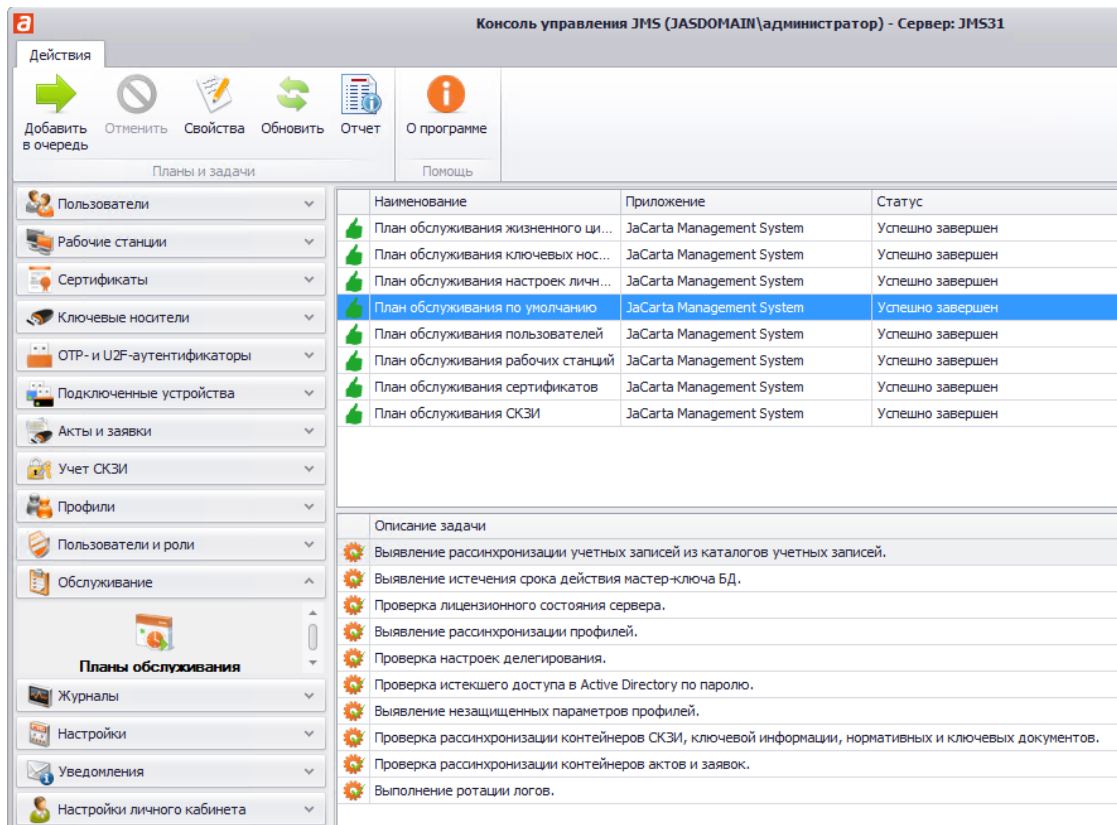 Консоль управления JMS (JASDOMAIN\администратор) - Сервер: JMS31
Действия
Добавить в очередь
Отменить
Свойства
Обновить
Отчет
О программе
Планы и задачи
Помощь
Пользователи
Рабочие станции
Сертификаты
Ключевые носители
OTP- и U2F-аутентификаторы
Подключенные устройства
Акты и заявки
Учет СКЗИ
Профили
Пользователи и роли
Обслуживание
Планы обслуживания
Журналы
Настройки
Уведомления
Настройки личного кабинета
Наименование Приложение Статус
План обслуживания жизненного ци... JaCarta Management System Успешно завершен
План обслуживания ключевых нос... JaCarta Management System Успешно завершен
План обслуживания настроек личн... JaCarta Management System Успешно завершен
План обслуживания по умолчанию JaCarta Management System Успешно завершен
План обслуживания пользователей JaCarta Management System Успешно завершен
План обслуживания рабочих станций JaCarta Management System Успешно завершен
План обслуживания сертификатов JaCarta Management System Успешно завершен
План обслуживания СКЗИ JaCarta Management System Успешно завершен
Описание задачи
Выявление рассинхронизации учетных записей из каталогов учетных записей.
Выявление истечения срока действия мастер-ключа БД.
Проверка лицензионного состояния сервера.
Выявление рассинхронизации профилей.
Проверка настроек делегирования.
Проверка истекшего доступа в Active Directory по паролю.
Выявление незащищенных параметров профилей.
Проверка рассинхронизации контейнеров СКЗИ, ключевой информации, нормативных и ключевых документов.
Проверка рассинхронизации контейнеров актов и заявок.
Выполнение ротации логов.